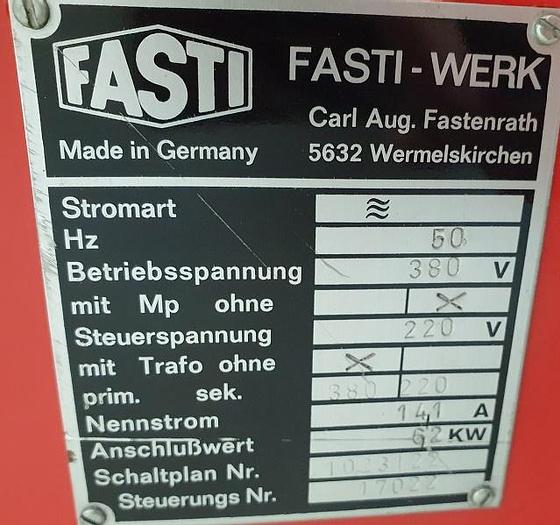 FASTI FASTI-WERK
Carl Aug. Fastenrath
Made in Germany 5632 Wermelskirchen
Stromart ≋
Hz 50
Betriebsspannung 380 V
mit Mp ohne X
Steuerspannung 220 V
mit Trafo ohne X
prim. sek. 380 220
Nennstrom A
Anschlußwert KW
Schaltplan Nr.
Steuerungs Nr. 17022